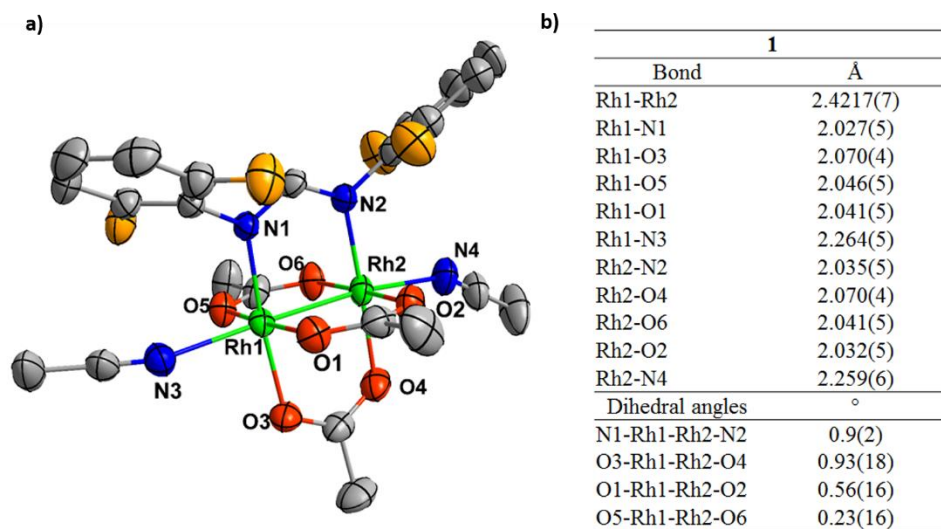 a)
N1
N2
N4
O6
Rh2
O5
O2
Rh1
O1
N3
O4
O3
b)
1
Bond Å
Rh1-Rh2 2.4217(7)
Rh1-N1 2.027(5)
Rh1-O3 2.070(4)
Rh1-O5 2.046(5)
Rh1-O1 2.041(5)
Rh1-N3 2.264(5)
Rh2-N2 2.035(5)
Rh2-O4 2.070(4)
Rh2-O6 2.041(5)
Rh2-O2 2.032(5)
Rh2-N4 2.259(6)
Dihedral angles °
N1-Rh1-Rh2-N2 0.9(2)
O3-Rh1-Rh2-O4 0.93(18)
O1-Rh1-Rh2-O2 0.56(16)
O5-Rh1-Rh2-O6 0.23(16)